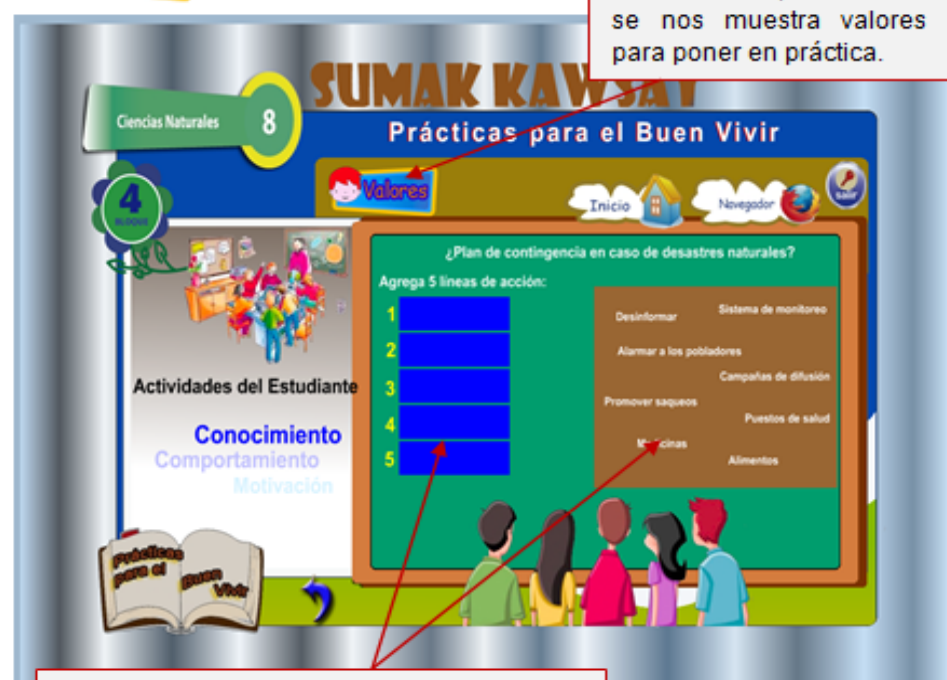 se nos muestra valores
para poner en práctica.
SUMAK KAWSAY
Ciencias Naturales
8
Prácticas para el Buen Vivir
Valores
Inicio
Navegador
salir
4
BLOQUE
¿Plan de contingencia en caso de desastres naturales?
Agrega 5 líneas de acción:
1
2
3
4
5
Desinformar
Sistema de monitoreo
Alarmar a los pobladores
Campañas de difusión
Promover saqueos
Puestos de salud
Medicinas
Alimentos
Actividades del Estudiante
Conocimiento
Comportamiento
Motivación
Prácticas
para el
Buen
Vivir